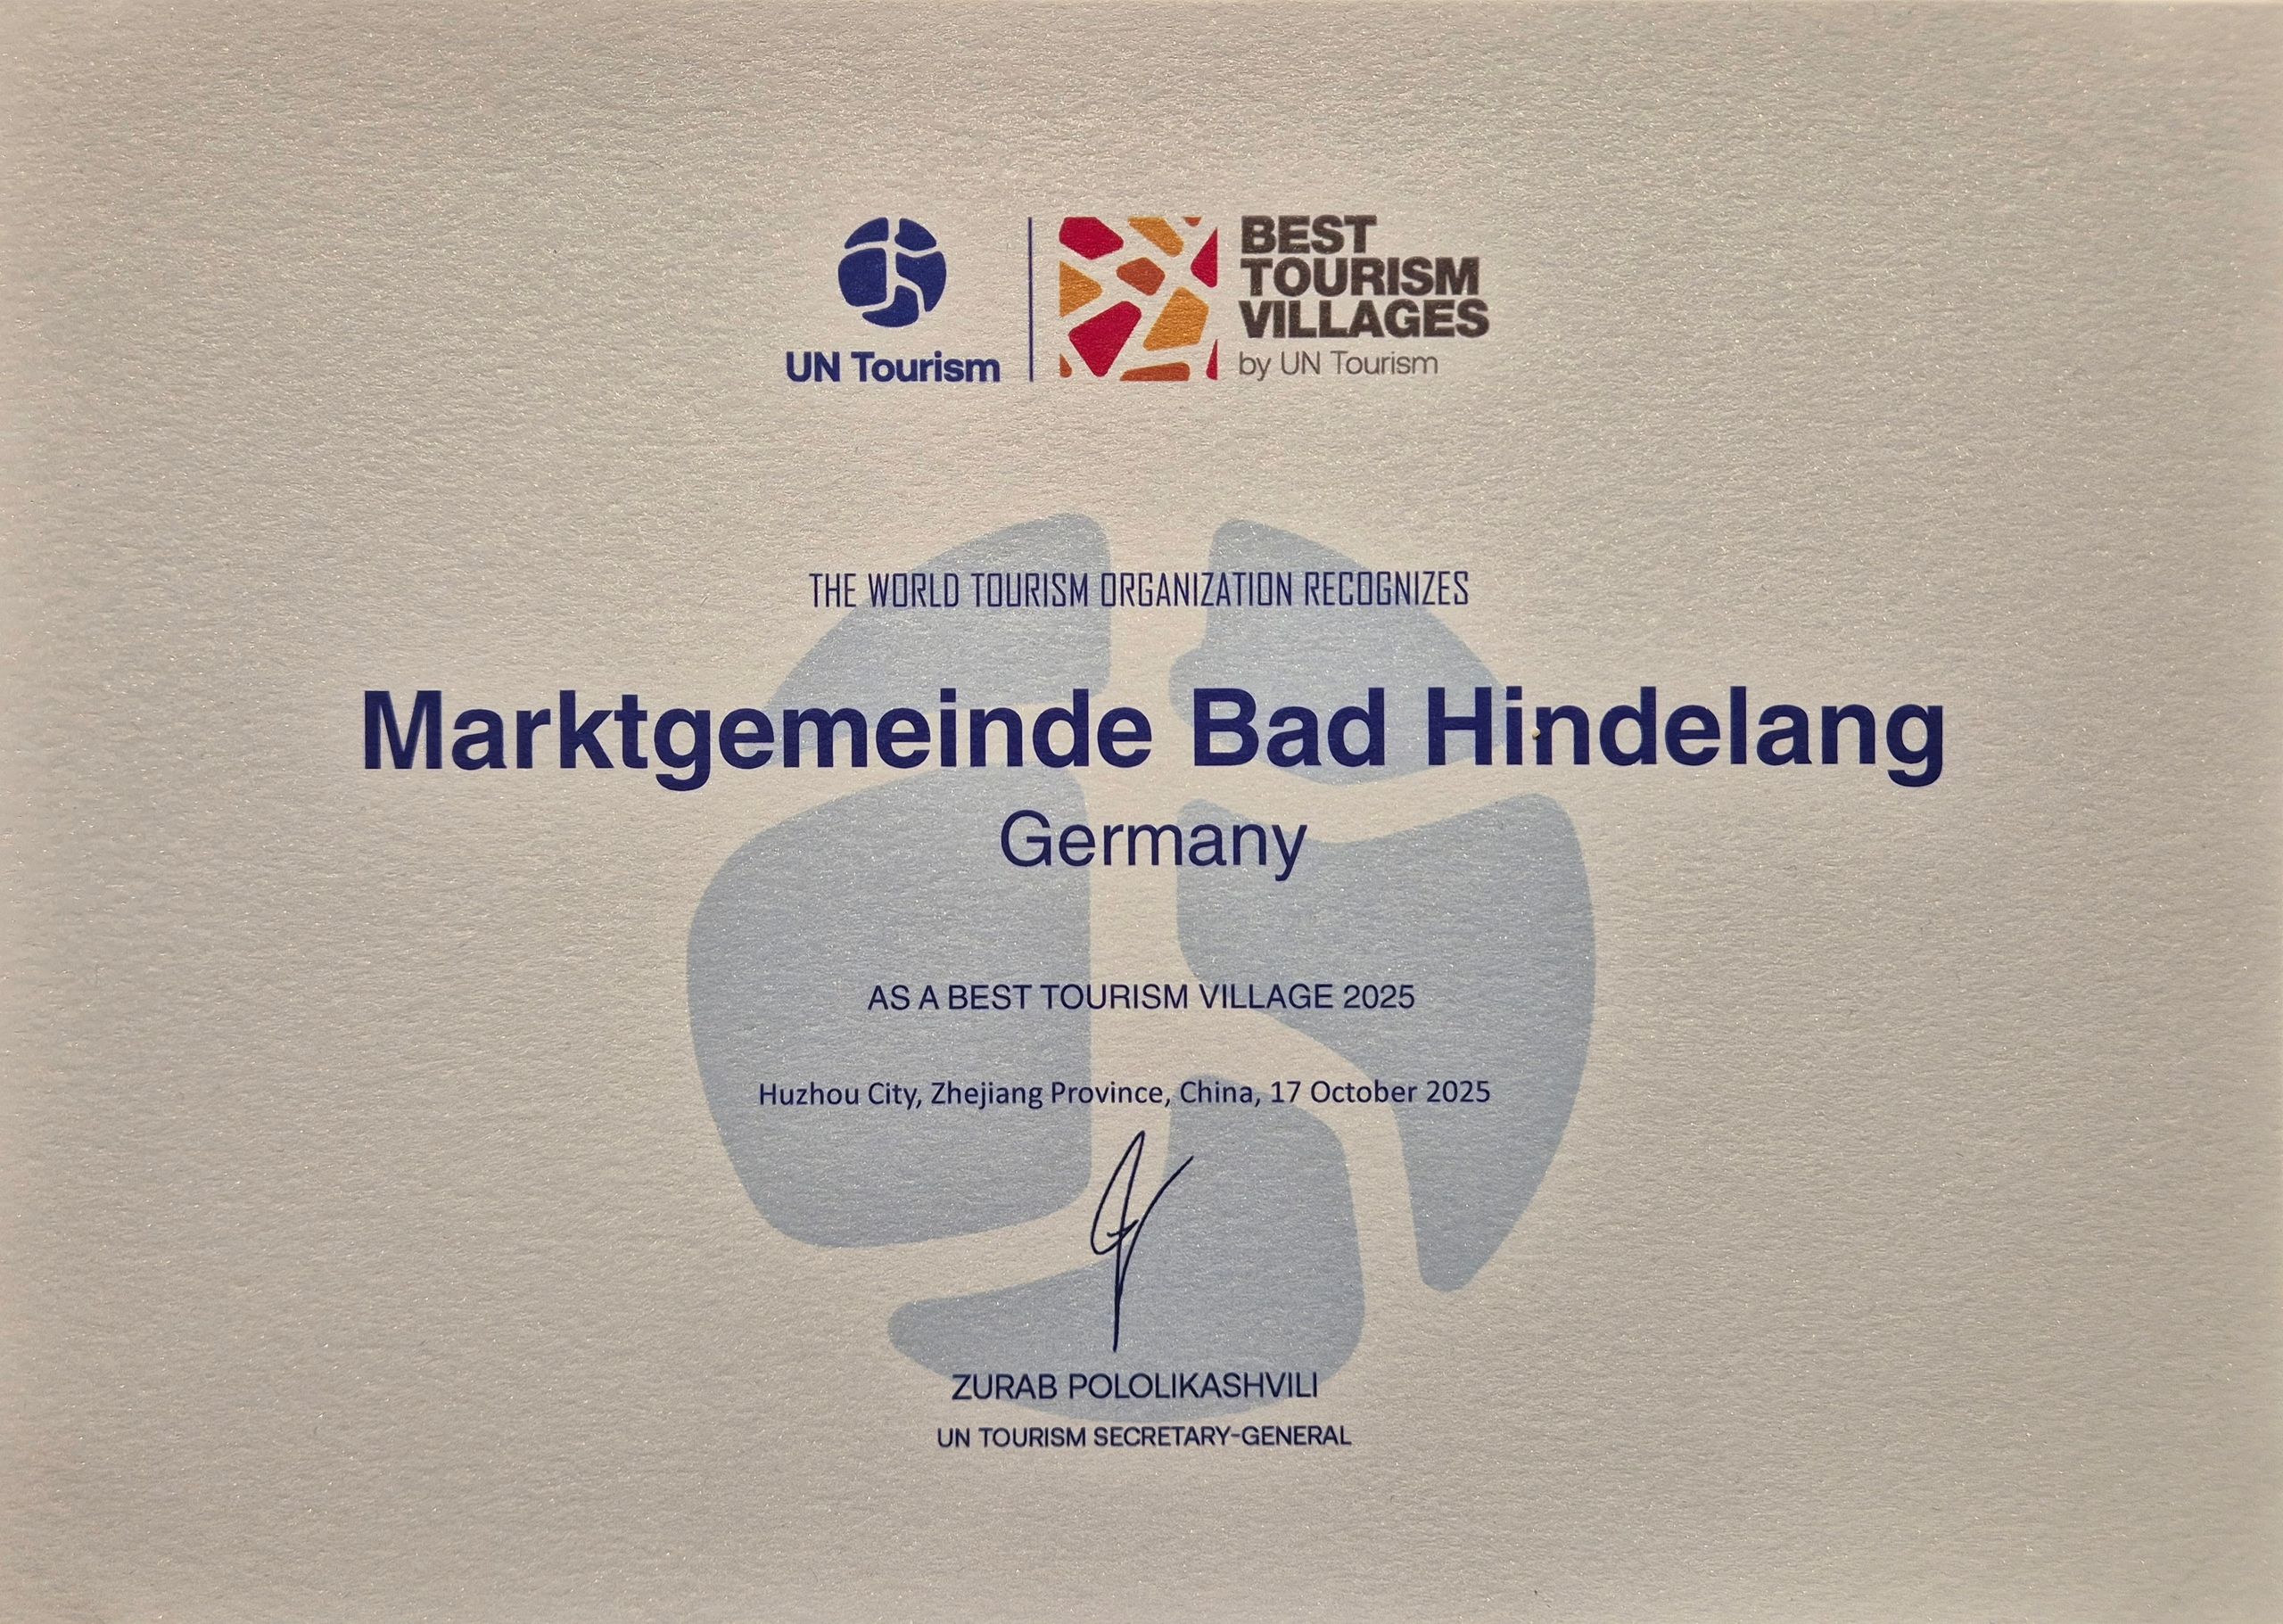 UN Tourism
BEST
TOURISM
VILLAGES
by UN Tourism
THE WORLD TOURISM ORGANIZATION RECOGNIZES
Marktgemeinde Bad Hindelang
Germany
AS A BEST TOURISM VILLAGE 2025
Huzhou City, Zhejiang Province, China, 17 October 2025
ZURAB POLOLIKASHVILI
UN TOURISM SECRETARY-GENERAL